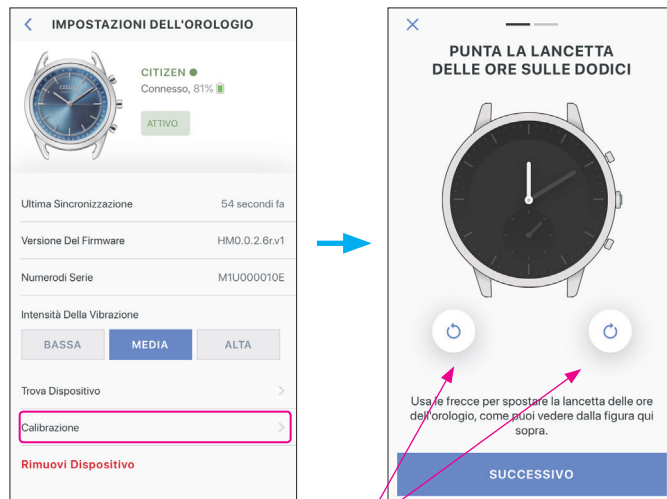 IMPOSTAZIONI DELL'OROLOGIO
CITIZEN
Connesso, 81%
ATTIVO
Ultima Sincronizzazione 54 secondi fa
Versione Del Firmware HM0.0.2.6r.v1
Numerodi Serie M1U000010E
Intensità Della Vibrazione
BASSA MEDIA ALTA
Trova Dispositivo
Calibrazione
Rimuovi Dispositivo
PUNTA LA LANCETTA
DELLE ORE SULLE DODICI
Usa le frecce per spostare la lancetta delle ore
dell'orologio, come puoi vedere dalla figura qui
sopra.
SUCCESSIVO